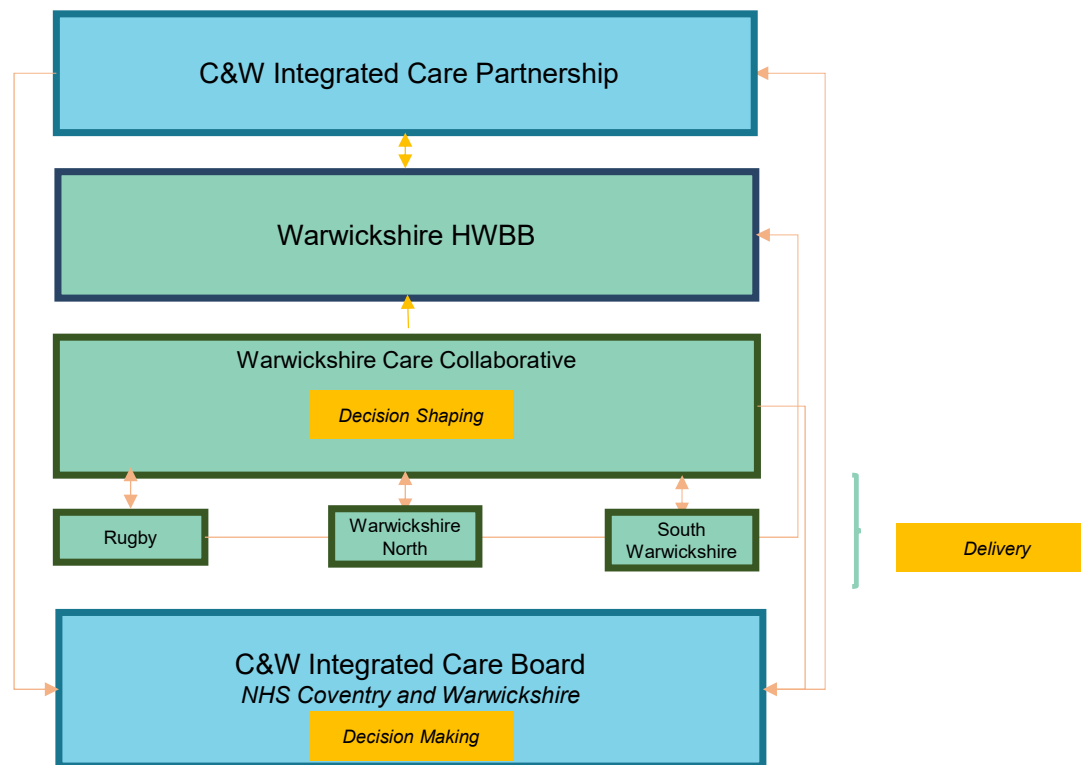 C&W Integrated Care Partnership
Warwickshire HWBB
Warwickshire Care Collaborative
Decision Shaping
Rugby
Warwickshire
North
South
Warwickshire
Delivery
C&W Integrated Care Board
NHS Coventry and Warwickshire
Decision Making